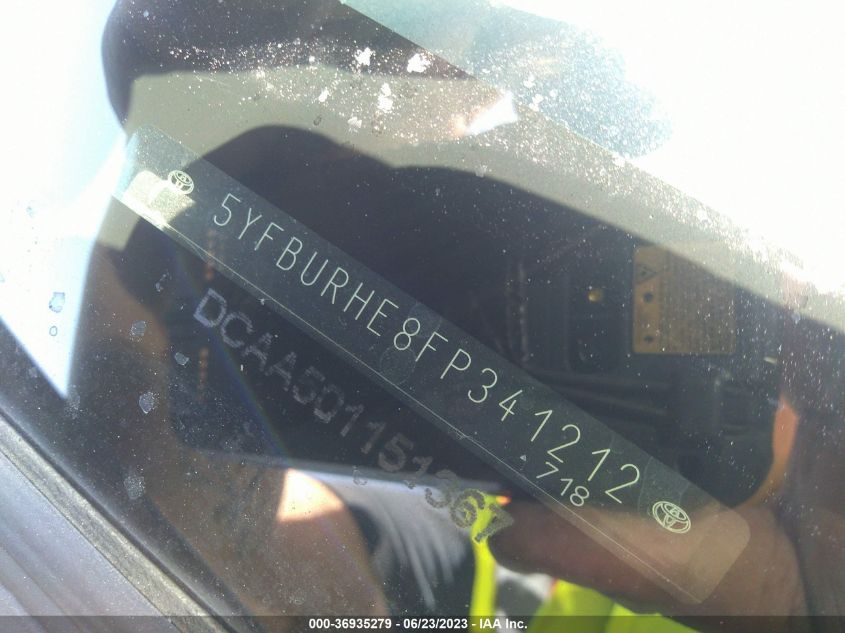 5YFBURHE8FP341212
718
DCAA5D1151367
000-36935279 - 06/23/2023 - IAA Inc.